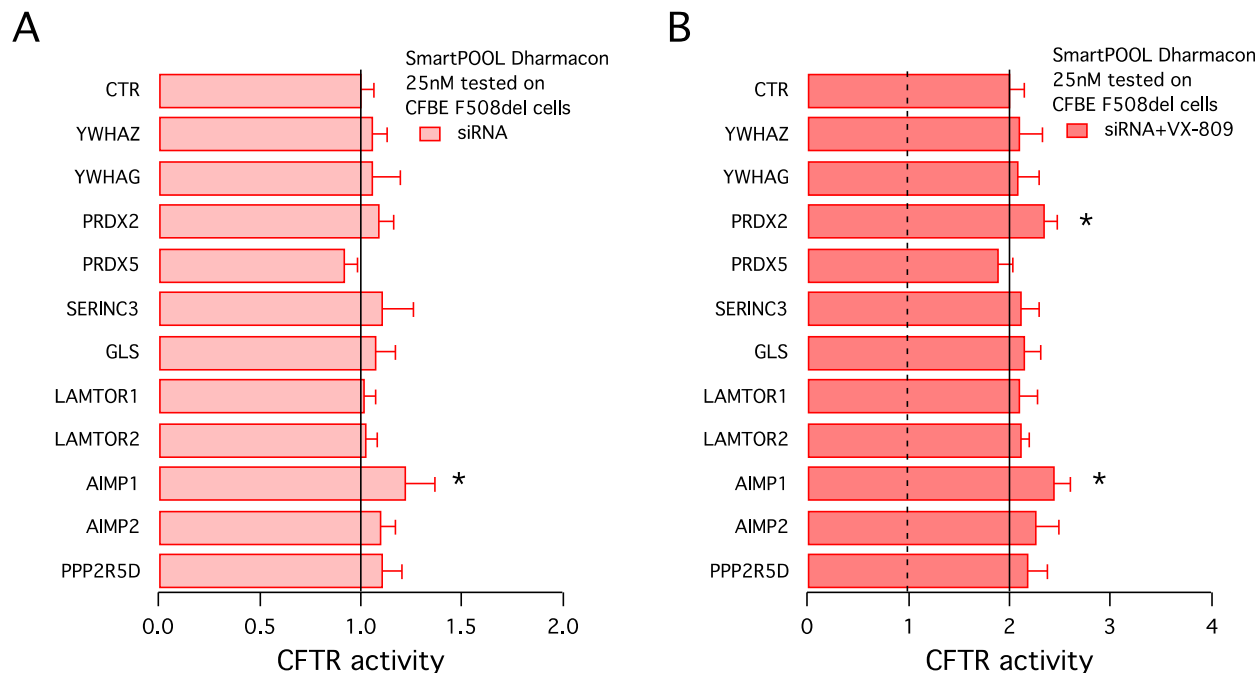 A
SmartPOOL Dharmacon
25nM tested on
CFBE F508del cells
siRNA
CTR
YWHAZ
YWHAG
PRDX2
PRDX5
SERINC3
GLS
LAMTOR1
LAMTOR2
AIMP1
*
AIMP2
PPP2R5D
0.0 0.5 1.0 1.5 2.0
CFTR activity
B
SmartPOOL Dharmacon
25nM tested on
CFBE F508del cells
siRNA+VX-809
CTR
YWHAZ
YWHAG
PRDX2
*
PRDX5
SERINC3
GLS
LAMTOR1
LAMTOR2
AIMP1
*
AIMP2
PPP2R5D
0 1 2 3 4
CFTR activity